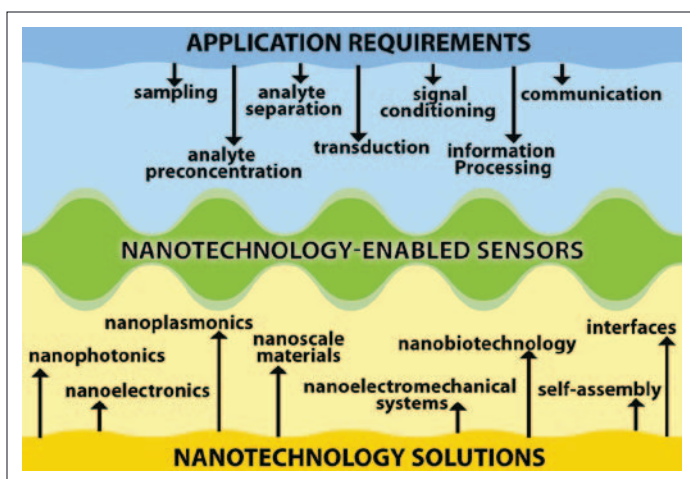 APPLICATION REQUIREMENTS
sampling
analyte
separation
signal
conditioning
communication
analyte
preconcentration
transduction
information
Processing
NANOTECHNOLOGY-ENABLED SENSORS
nanoplasmonics
interfaces
nanophotonics
nanoscale
materials
nanobiotechnology
nanoelectronics
nanoelectromechanical
systems
self-assembly
NANOTECHNOLOGY SOLUTIONS